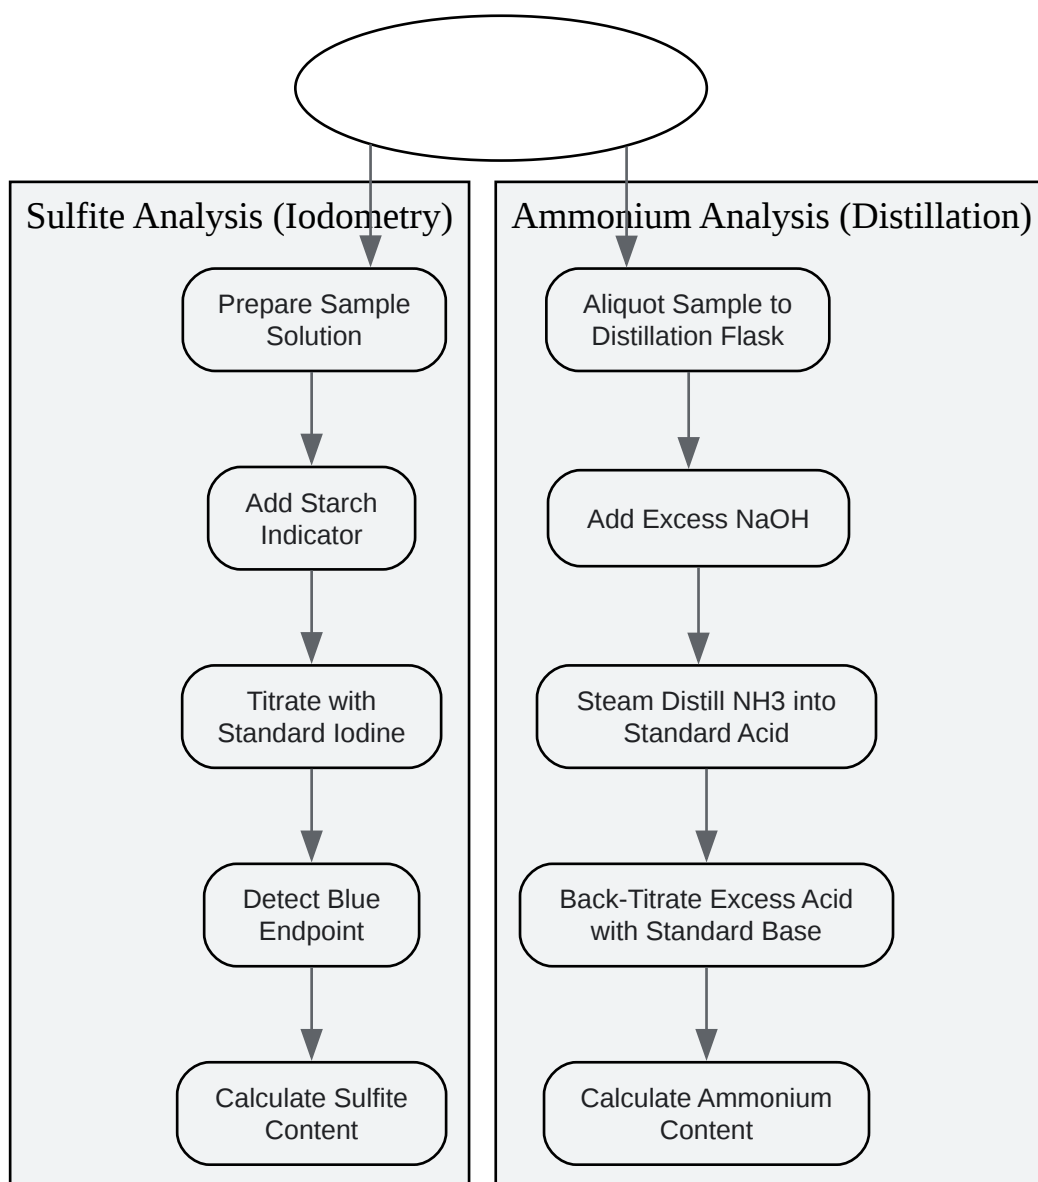 Sulfite Analysis (Iodometry)
Prepare Sample
Solution
Add Starch
Indicator
Titrate with
Standard Iodine
Detect Blue
Endpoint
Calculate Sulfite
Content
Ammonium Analysis (Distillation)
Aliquot Sample to
Distillation Flask
Add Excess NaOH
Steam Distill NH3 into
Standard Acid
Back-Titrate Excess Acid
with Standard Base
Calculate Ammonium
Content